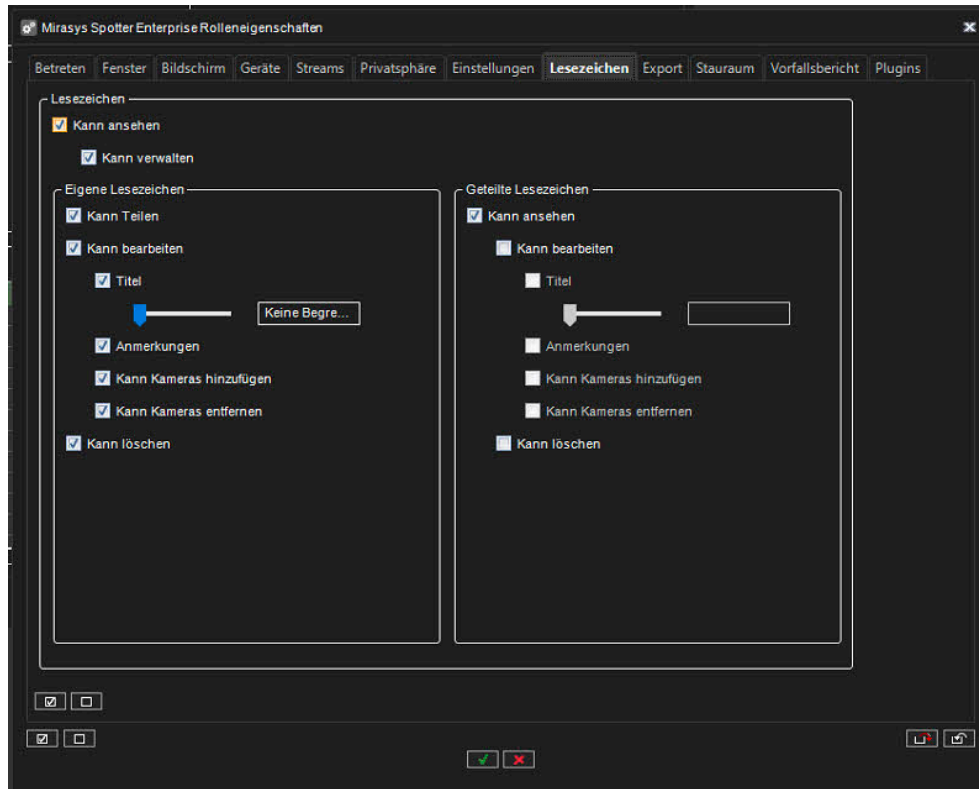 Mirasys Spotter Enterprise Rolleneigenschaften
Betreten Fenster Bildschirm Geräte Streams Privatsphäre Einstellungen Lesezeichen Export Stauraum Vorfallsbericht Plugins
Lesezeichen
Kann ansehen
Kann verwalten
Eigene Lesezeichen
Kann Teilen
Kann bearbeiten
Titel
Keine Begre...
Anmerkungen
Kann Kameras hinzufügen
Kann Kameras entfernen
Kann löschen
Geteilte Lesezeichen
Kann ansehen
Kann bearbeiten
Titel
Anmerkungen
Kann Kameras hinzufügen
Kann Kameras entfernen
Kann löschen